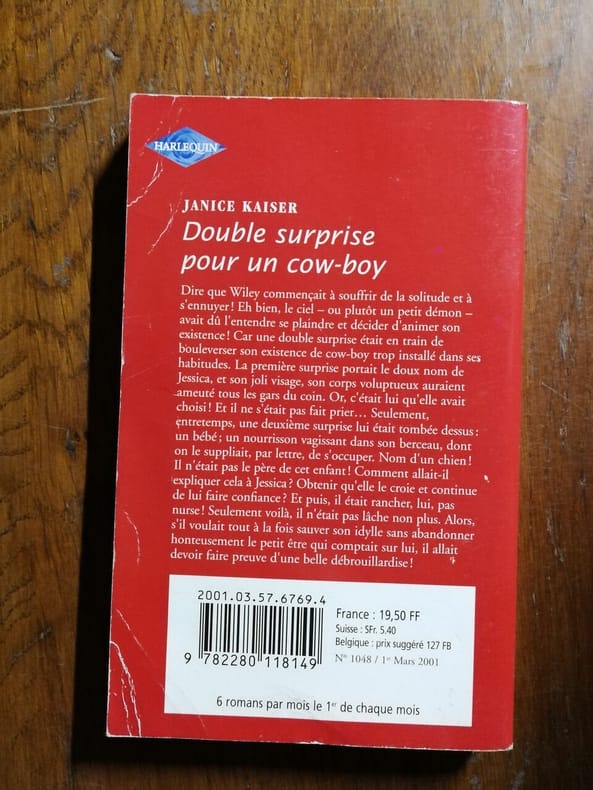 HARLEQUIN
JANICE KAISER
Double surprise
pour un cow-boy
Dire que Wiley commençait à souffrir de la solitude et à
s'ennuyer! Eh bien, le ciel – ou plutôt un petit démon –
avait dû l'entendre se plaindre et décider d'animer son
existence! Car une double surprise était en train de
bouleverser son existence de cow-boy trop installé dans ses
habitudes. La première surprise portait le doux nom de
Jessica, et son joli visage, son corps voluptueux auraient
ameuté tous les gars du coin. Or, c'était lui qu'elle avait
choisi! Et il ne s'était pas fait prier... Seulement,
entretemps, une deuxième surprise lui était tombée dessus:
un bébé; un nourrisson vagissant dans son berceau, dont
on le suppliait, par lettre, de s'occuper. Nom d'un chien!
Il n'était pas le père de cet enfant! Comment allait-il
expliquer cela à Jessica? Obtenir qu'elle le croie et continue
de lui faire confiance? Et puis, il était rancher, lui, pas
nurse! Seulement voilà, il n'était pas lâche non plus. Alors,
s'il voulait tout à la fois sauver son idylle sans abandonner
honteusement le petit être qui comptait sur lui, il allait
devoir faire preuve d'une belle débrouillardise!
2001.03.57.6769.4
9 782280 118149
France : 19,50 FF
Suisse : SFr. 5.40
Belgique : prix suggéré 127 FB
N° 1048 / 1er Mars 2001
6 romans par mois le 1er de chaque mois